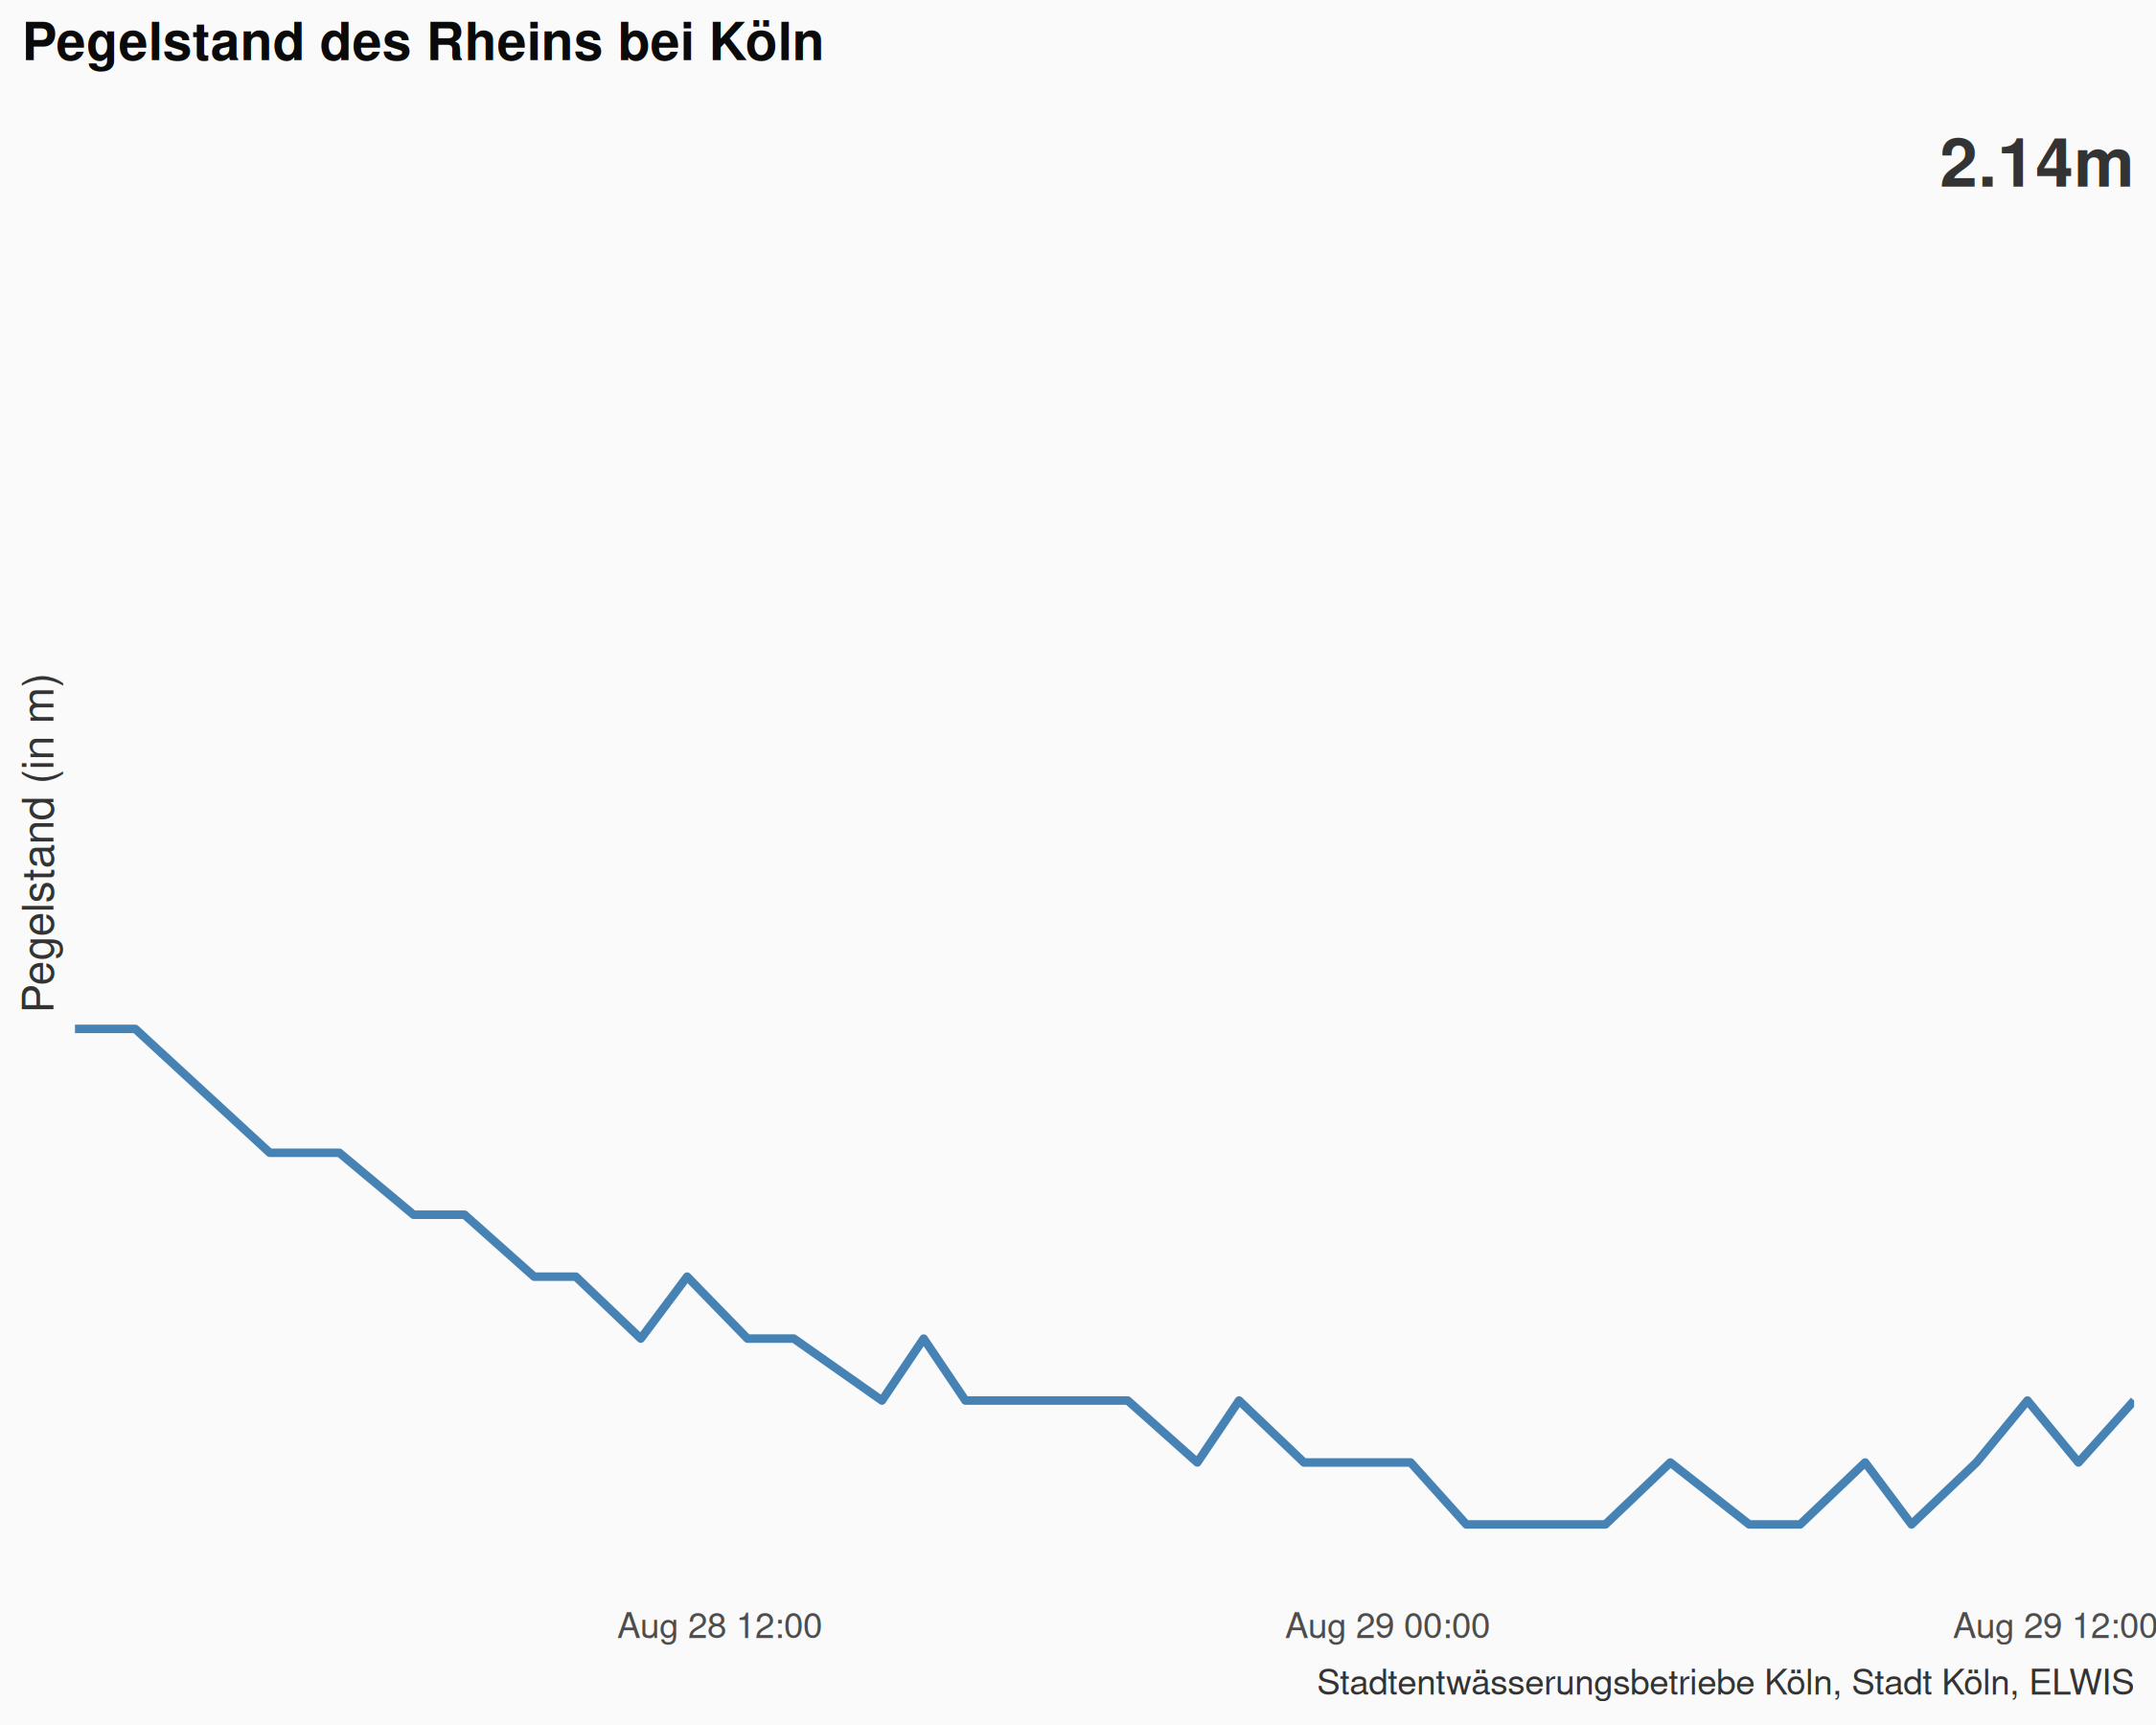 Pegelstand des Rheins bei Köln
2.14m
Pegelstand (in m)
Aug 28 12:00
Aug 29 00:00
Aug 29 12:00
Stadtentwässerungsbetriebe Köln, Stadt Köln, ELWIS